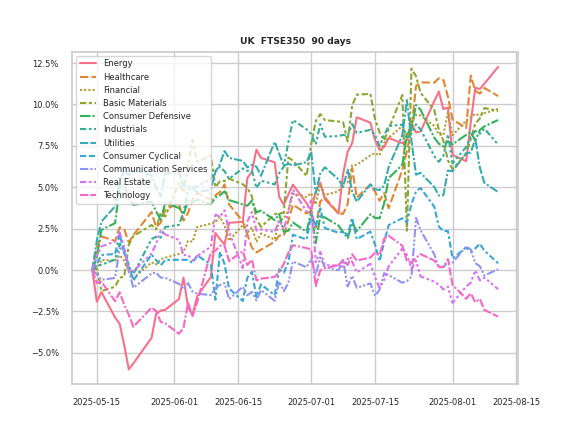 UK FTSE350 90 days
12.5%
10.0%
7.5%
5.0%
2.5%
0.0%
−2.5%
−5.0%
Energy
Healthcare
Financial
Basic Materials
Consumer Defensive
Industrials
Utilities
Consumer Cyclical
Communication Services
Real Estate
Technology
2025-05-15
2025-06-01
2025-06-15
2025-07-01
2025-07-15
2025-08-01
2025-08-15